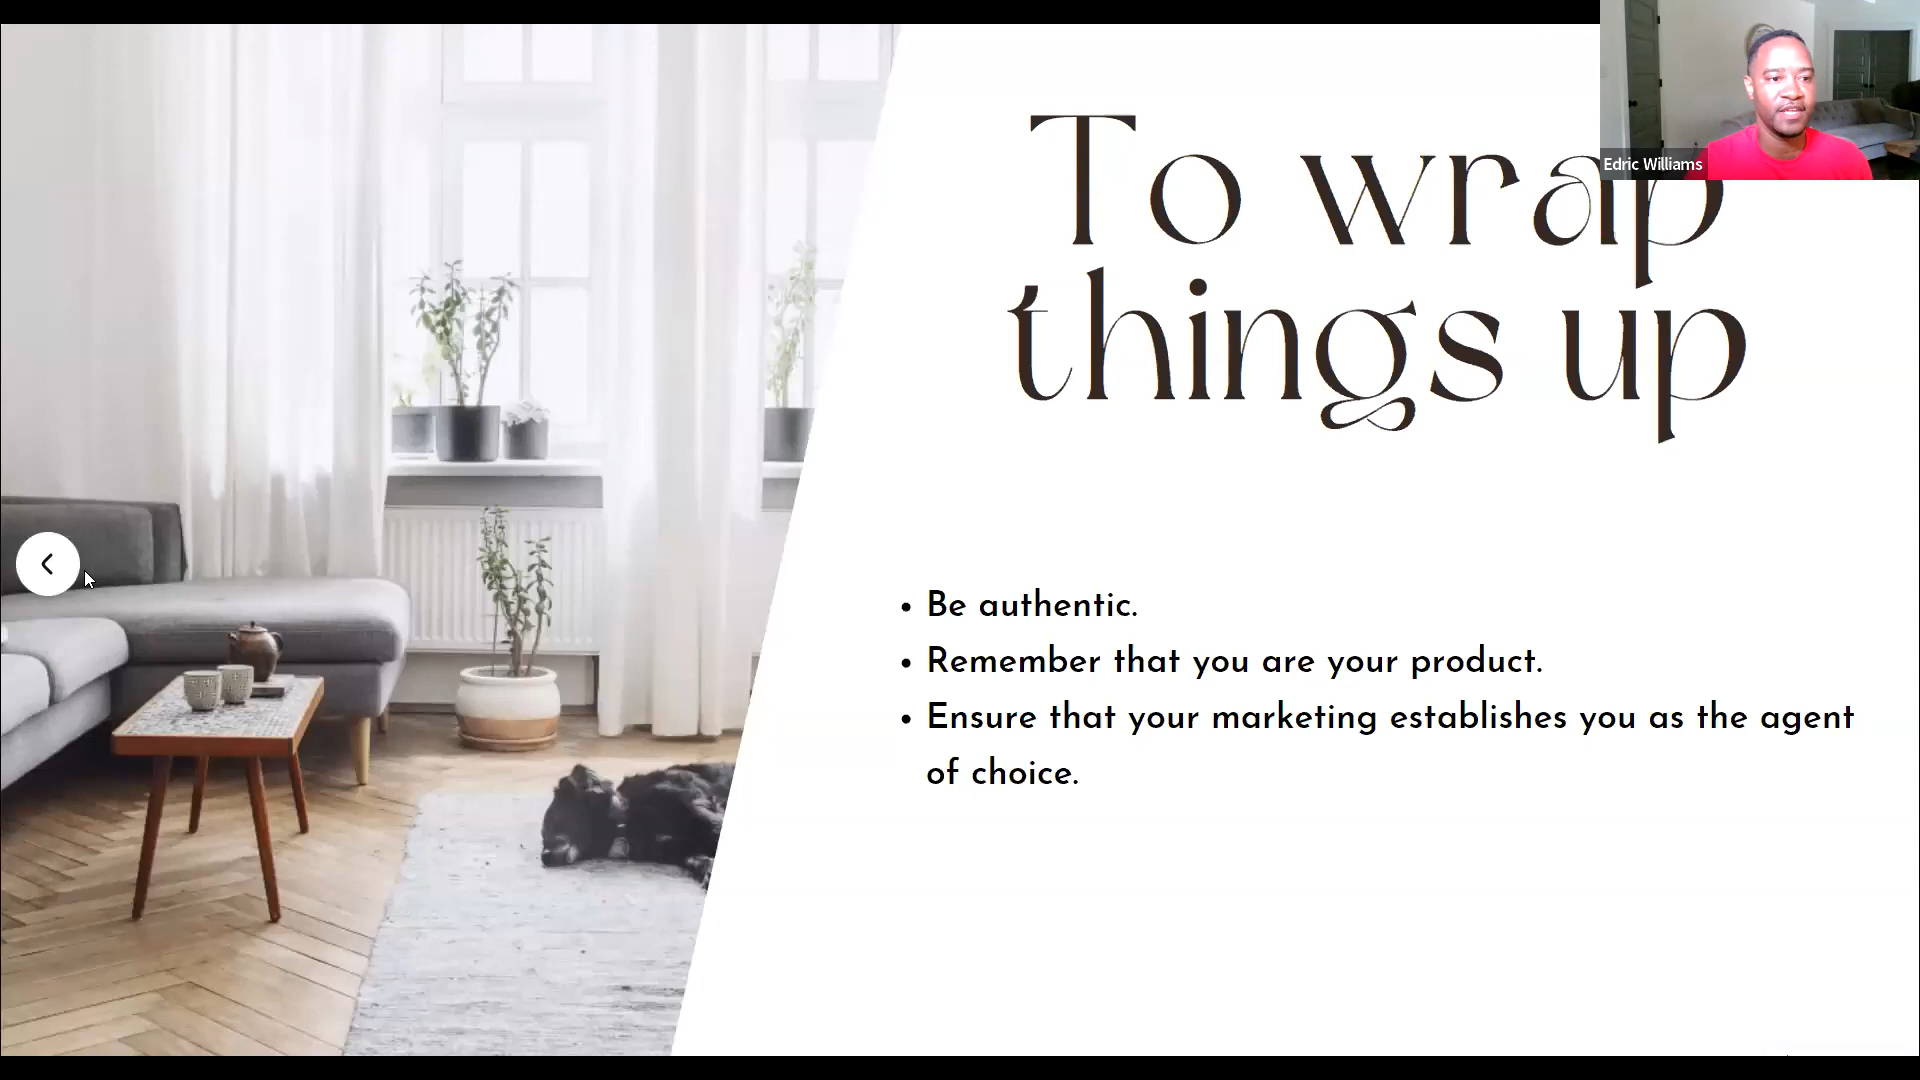 Edric Williams
To wrap
things up
• Be authentic.
• Remember that you are your product.
• Ensure that your marketing establishes you as the agent
of choice.